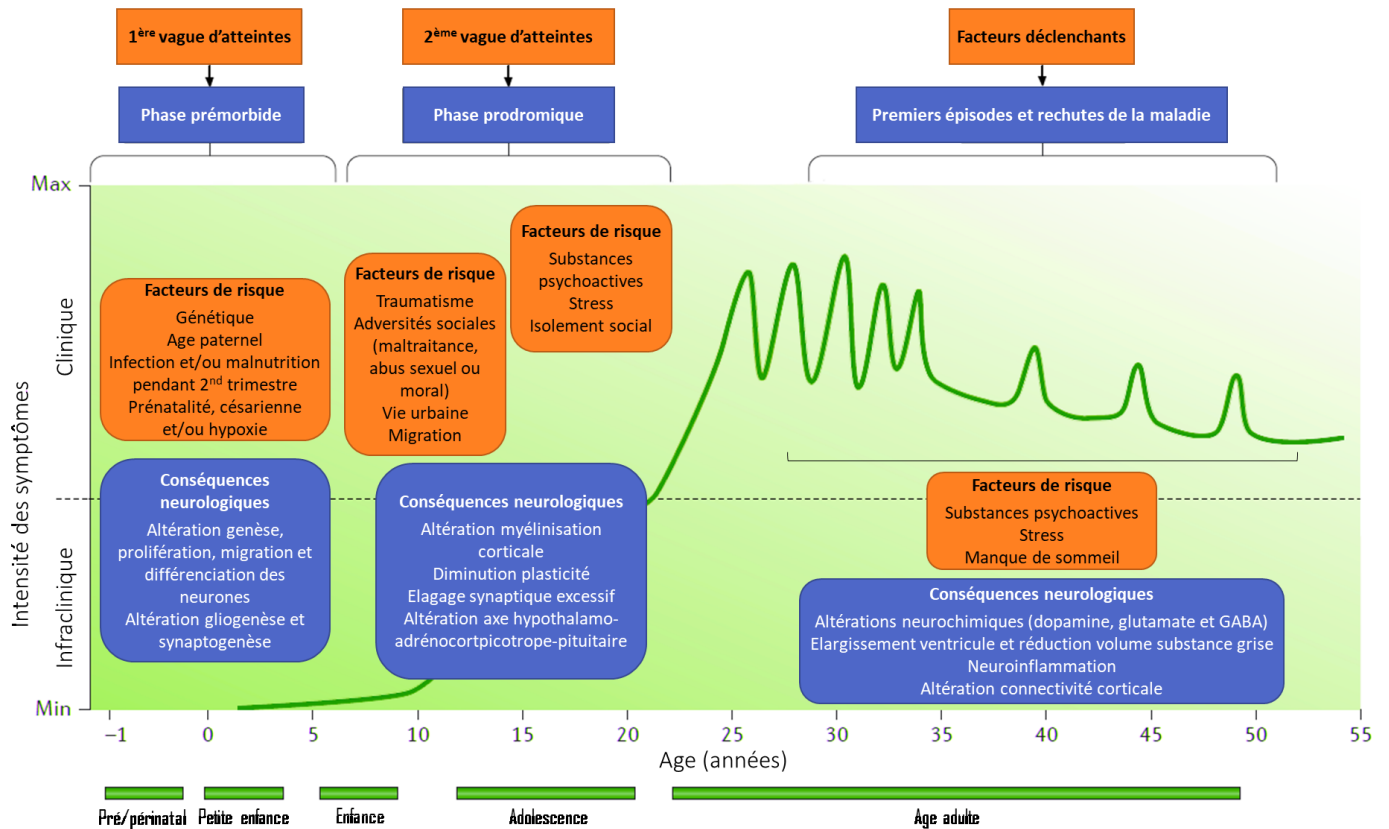 1ère vague d’atteintes
2ème vague d’atteintes
Facteurs déclenchants
Phase prémorbide
Phase prodromique
Premiers épisodes et rechutes de la maladie
Max
Clinique
Intensité des symptômes
Infraclinique
Min
Facteurs de risque
Génétique
Age paternel
Infection et/ou malnutrition
pendant 2nd trimestre
Prénatalité, césarienne
et/ou hypoxie
Facteurs de risque
Traumatisme
Adversités sociales
(maltraitance,
abus sexuel ou
moral)
Vie urbaine
Migration
Facteurs de risque
Substances
psychoactives
Stress
Isolement social
Conséquences
neurologiques
Altération genèse,
prolifération, migration et
différenciation des
neurones
Altération gliogenèse et
synaptogenèse
Conséquences neurologiques
Altération myélinisation
corticale
Diminution plasticité
Elagage synaptique excessif
Altération axe hypothalamo-
adrénocortpicotrope-pituitaire
Facteurs de risque
Substances psychoactives
Stress
Manque de sommeil
Conséquences neurologiques
Altérations neurochimiques (dopamine, glutamate et GABA)
Elargissement ventricule et réduction volume substance grise
Neuroinflammation
Altération connectivité corticale
−1 0 5 10 15 20 25 30 35 40 45 50 55
Age (années)
Pré/périnatal Petite enfance Enfance Adolescence Age adulte